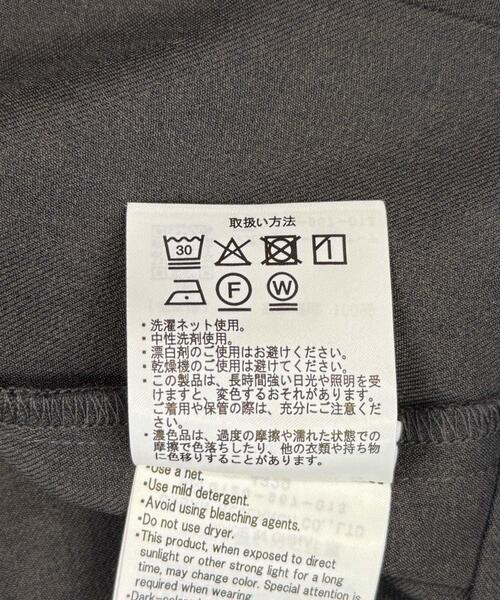 取扱い方法
30
F W
・洗濯ネット使用。
・中性洗剤使用。
・漂白剤のご使用はお避けください。
・乾燥機のご使用は避けてください。
・この製品は、長時間強い日光や照明を受
けますと、変色するおそれがあります。
ご着用や保管の際は、充分にご注意くださ
い。
・濃色品は、過度の摩擦や濡れた状態での
摩擦で色落ちしたり、他の衣類や持ち物
に色移りすることがあります。
•Use a net.
•Use mild detergent.
•Avoid using bleaching agents.
•Do not use dryer.
•This product, when exposed to direct
sunlight or other strong light for a long
time, may change color. Special attention is
required when wearing